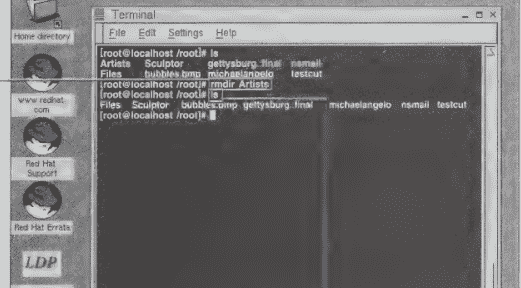 Terminal
File Edit Settings Help
Home directory
www.redhat.
com
Red Hat
Support
Red Hat Errata
LDP
[root@localhost /root]# ls
Artists Sculptor gettysburg.final nsmail
Files bubbles.bmp michaelangelo testcut
[root@localhost /root]# rmdir Artists
[root@localhost /root]# ls
Files Sculptor bubbles.bmp gettysburg.final michaelangelo nsmail testcut
[root@localhost /root]#